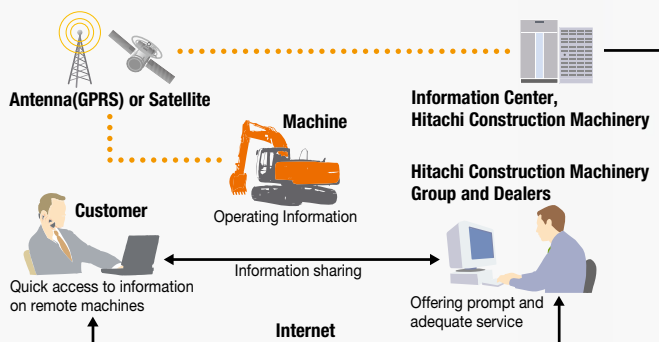 Antenna(GPRS) or Satellite
Information Center,
Hitachi Construction Machinery
Machine
Operating Information
Hitachi Construction Machinery
Group and Dealers
Customer
Quick access to information
on remote machines
Information sharing
Offering prompt and
adequate service
Internet